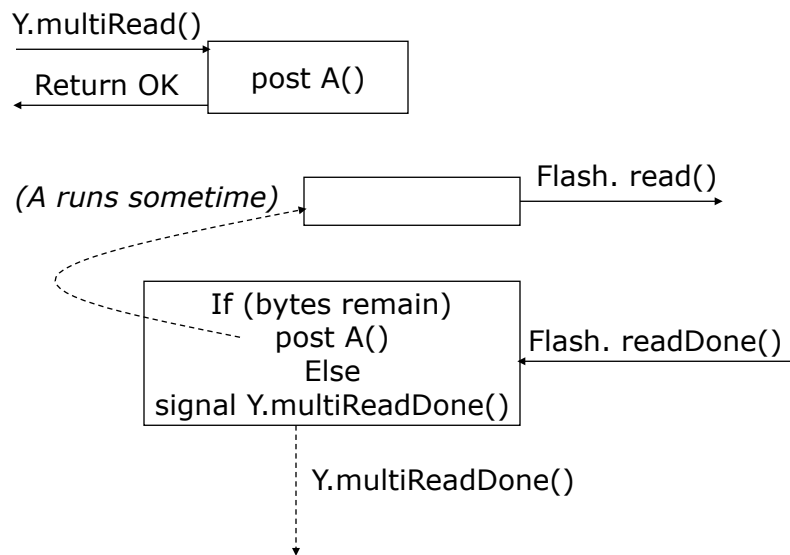 Y.multiRead()
post A()
Return OK
Flash. read()
(A runs sometime)
If (bytes remain)
post A()
Else
signal Y.multiReadDone()
Flash. readDone()
Y.multiReadDone()